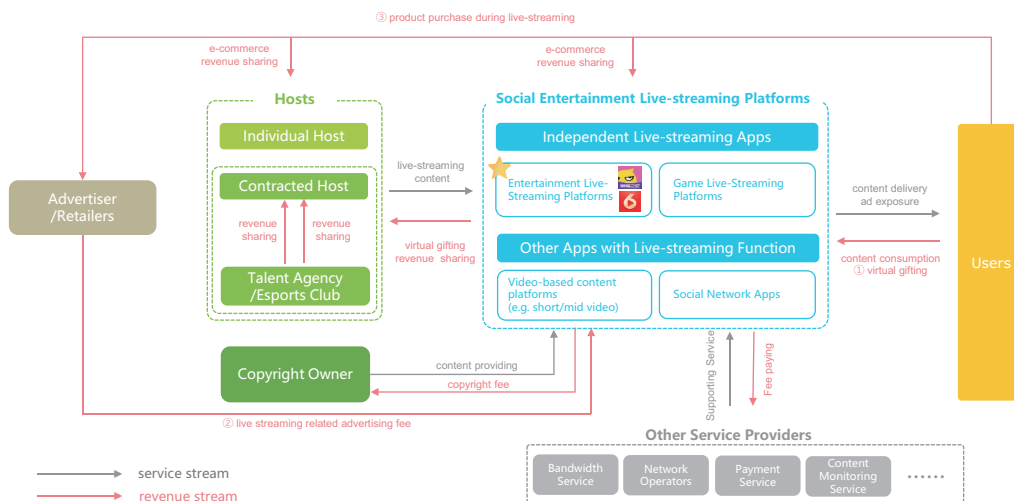 ③ product purchase during live-streaming
e-commerce
revenue sharing
e-commerce
revenue sharing
Hosts
Social Entertainment Live-streaming Platforms
Individual Host
Independent Live-streaming Apps
Contracted Host
live-streaming
content
Entertainment Live-
Streaming Platforms
Game Live-Streaming
Platforms
Advertiser
/Retailers
content delivery
ad exposure
revenue
sharing
revenue
sharing
virtual gifting
revenue sharing
Other Apps with Live-streaming Function
content consumption
① virtual gifting
Users
Talent Agency
/Esports Club
Video-based content
platforms
(e.g. short/mid video)
Social Network Apps
Copyright Owner
content providing
copyright fee
Supporting Service
Fee paying
② live streaming related advertising fee
Other Service Providers
Bandwidth
Service
Network
Operators
Payment
Service
Content
Monitoring
Service
······
service stream
revenue stream